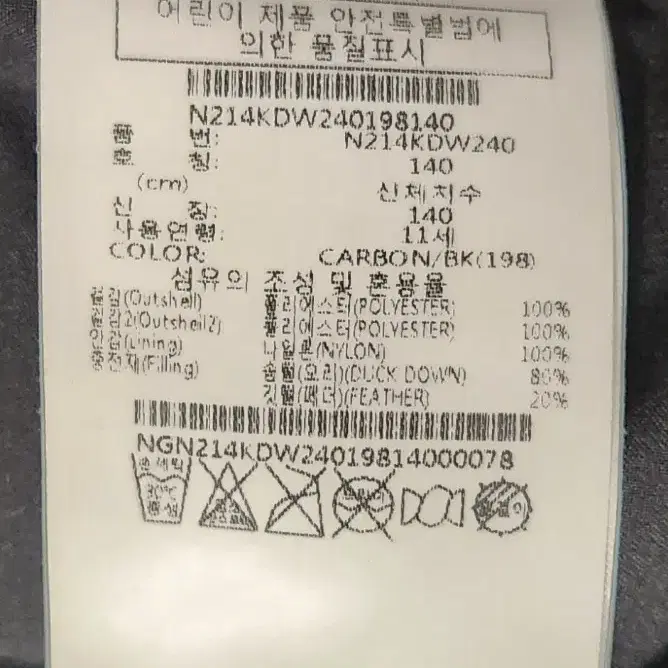 어린이 제품 안전특별법에
의한 물질표시
N214KDW240198140
품 번: N214KDW240
호 칭: 140
(cm) 신체치수
신 장: 140
사용연령: 11세
COLOR: CARBON/BK(198)
섬유의 조성 및 혼용율
겉감(Outshell) 폴리에스터(POLYESTER) 100%
겉감2(Outshell2) 폴리에스터(POLYESTER) 100%
안감(Lining) 나일론(NYLON) 100%
충전재(Filling) 솜털(오리)(DUCK DOWN) 80%
깃털(페더)(FEATHER) 20%
NGN214KDW24019814000078
손세탁
30℃
중성